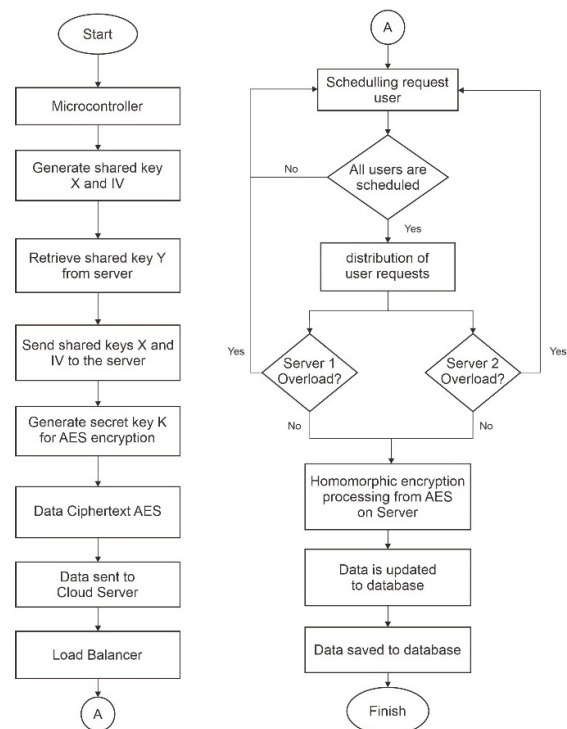 Start
Microcontroller
Generate shared key
X and IV
Retrieve shared key Y
from server
Send shared keys X and
IV to the server
Generate secret key K
for AES encryption
Data Ciphertext AES
Data sent to
Cloud Server
Load Balancer
A
A
Schedulling request
user
All users are
scheduled
No
Yes
distribution of
user requests
Server 1
Overload?
Yes
No
Server 2
Overload?
Yes
No
Homomorphic encryption
processing from AES
on Server
Data is updated
to database
Data saved to database
Finish